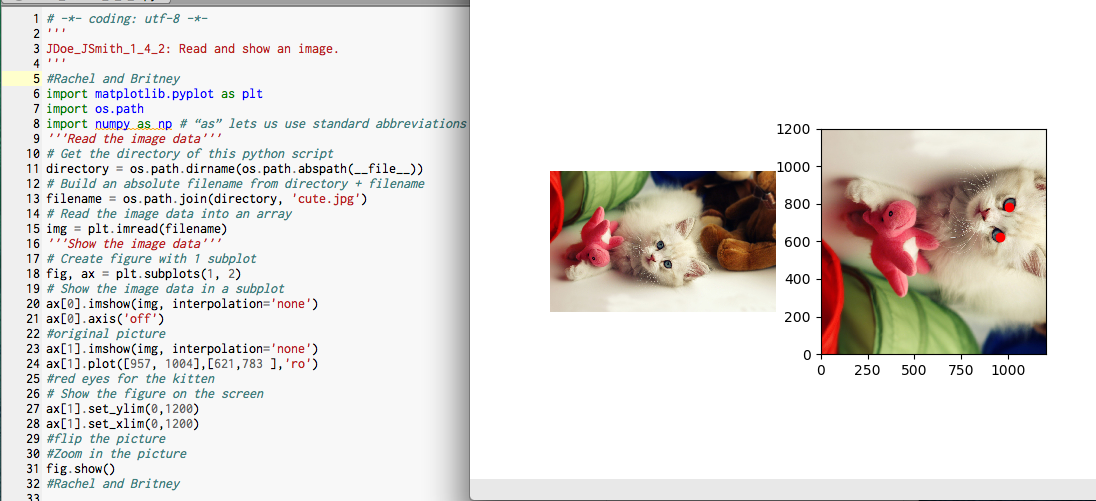 1 # -*- coding: utf-8 -*-
2 '''
3 JDoe_JSmith_1_4_2: Read and show an image.
4 '''
5 #Rachel and Britney
6 import matplotlib.pyplot as plt
7 import os.path
8 import numpy as np # “as” lets us use standard abbreviations
9 '''Read the image data'''
10 # Get the directory of this python script
11 directory = os.path.dirname(os.path.abspath(__file__))
12 # Build an absolute filename from directory + filename
13 filename = os.path.join(directory, 'cute.jpg')
14 # Read the image data into an array
15 img = plt.imread(filename)
16 '''Show the image data'''
17 # Create figure with 1 subplot
18 fig, ax = plt.subplots(1, 2)
19 # Show the image data in a subplot
20 ax[0].imshow(img, interpolation='none')
21 ax[0].axis('off')
22 #original picture
23 ax[1].imshow(img, interpolation='none')
24 ax[1].plot([957, 1004],[621,783 ],'ro')
25 #red eyes for the kitten
26 # Show the figure on the screen
27 ax[1].set_ylim(0,1200)
28 ax[1].set_xlim(0,1200)
29 #flip the picture
30 #Zoom in the picture
31 fig.show()
32 #Rachel and Britney
33
1200
1000
800
600
400
200
0
0 250 500 750 1000